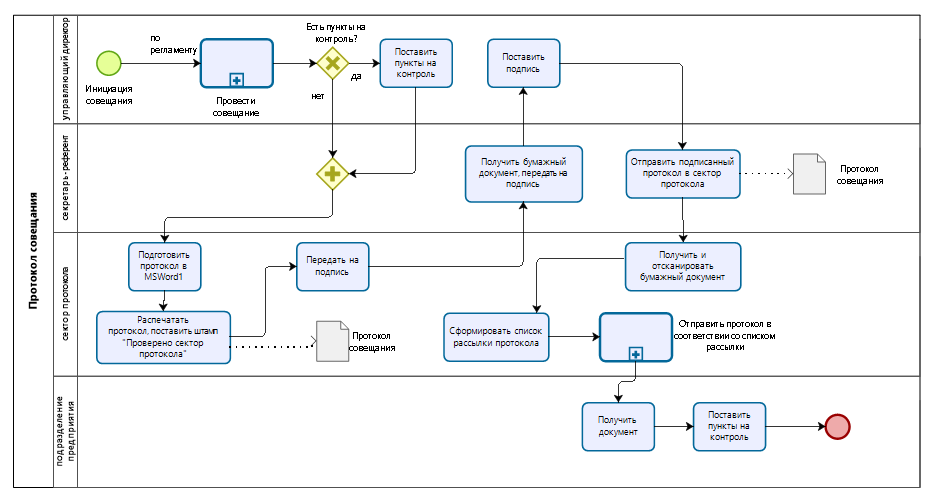 Протокол совещания
управляющий директор
по
регламенту
Инициация
совещания
Провести
совещание
Есть пункты на
контроль?
да
нет
Поставить
пункты на
контроль
Поставить
подпись
секретарь-референт
Получить бумажный
документ, передать на
подпись
Отправить подписанный
протокол в сектор
протокола
Протокол
совещания
сектор протокола
Подготовить
протокол в
MSWord1
Распечатать
протокол, поставить штамп
"Проверено сектор
протокола"
Передать на
подпись
Протокол
совещания
Получить и
отсканировать
бумажный документ
Сформировать список
рассылки протокола
Отправить протокол в
соответствии со списком
рассылки
подразделение
предприятия
Получить
документ
Поставить
пункты на
контроль